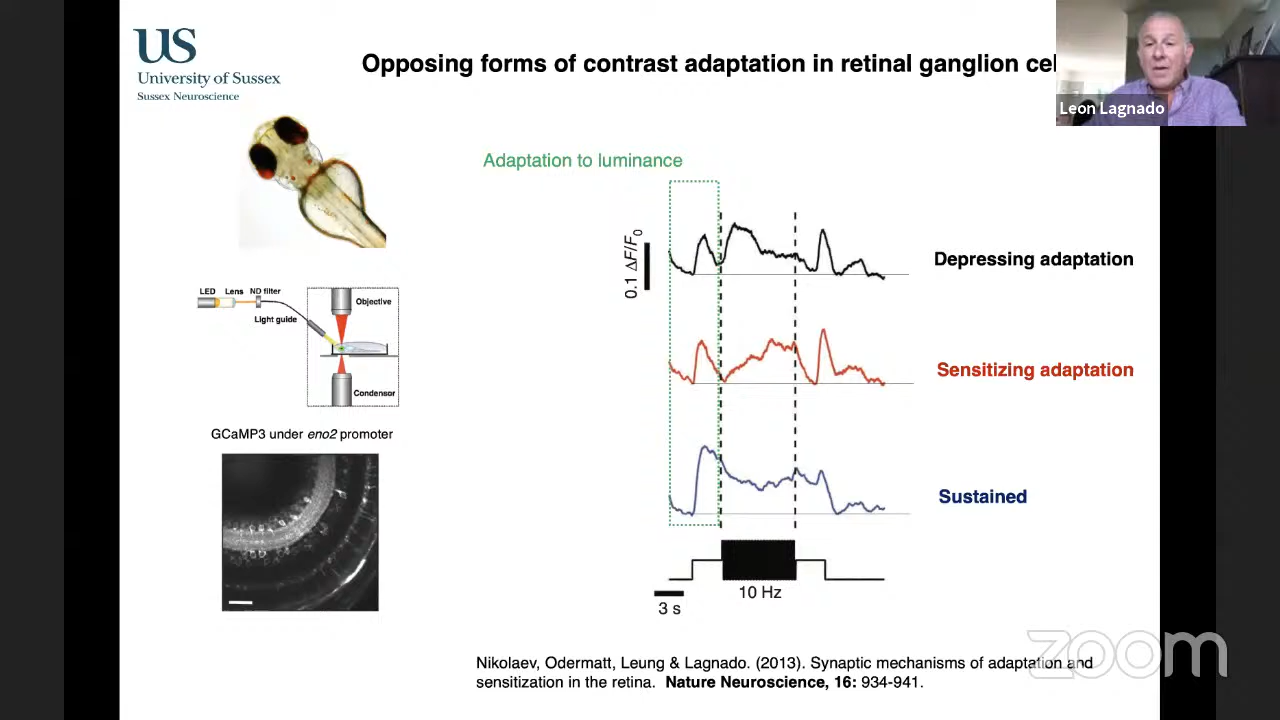 US
University of Sussex
Sussex Neuroscience
Opposing forms of contrast adaptation in retinal ganglion cel
Leon Lagnado
Adaptation to luminance
0.1 ΔF/F0
Depressing adaptation
LED Lens ND filter
Light guide
Objective
Condensor
Sensitizing adaptation
GCaMP3 under eno2 promoter
Sustained
10 Hz
3 s
Nikolaev, Odermatt, Leung & Lagnado. (2013). Synaptic mechanisms of adaptation and
sensitization in the retina. Nature Neuroscience, 16: 934-941.
zoom